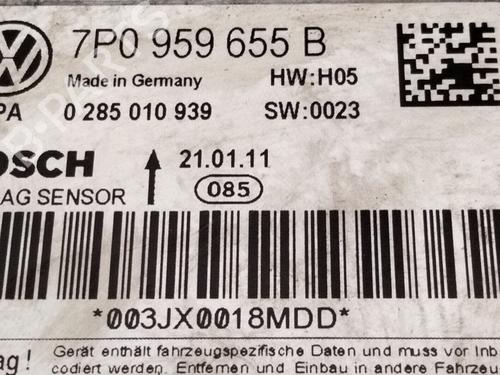 7P0 959 655 B
Made in Germany HW:H05
PA 0 285 010 939 SW:0023
OSCH 21.01.11
AG SENSOR 085
*003JX0018MDD*
ag! Gerät enthält fahrzeugspezifische Daten und muss vor Inb
codiert werden. Entfernen und Einbau in andere Fahrzeu